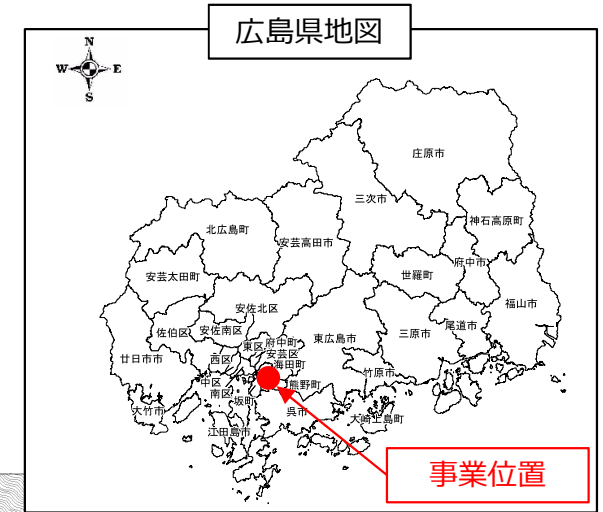 広島県地図
N
W E
S
庄原市
三次市
神石高原町
北広島町
安芸高田市
世羅町
府中市
安芸太田町
福山市
安佐北区
佐伯区
安佐南区
東区
府中町
東広島市
三原市
尾道市
廿日市市
西区
安芸区
海田町
中区
熊野町
竹原市
南区
坂町
大竹市
呉市
大崎上島町
江田島市
事業位置